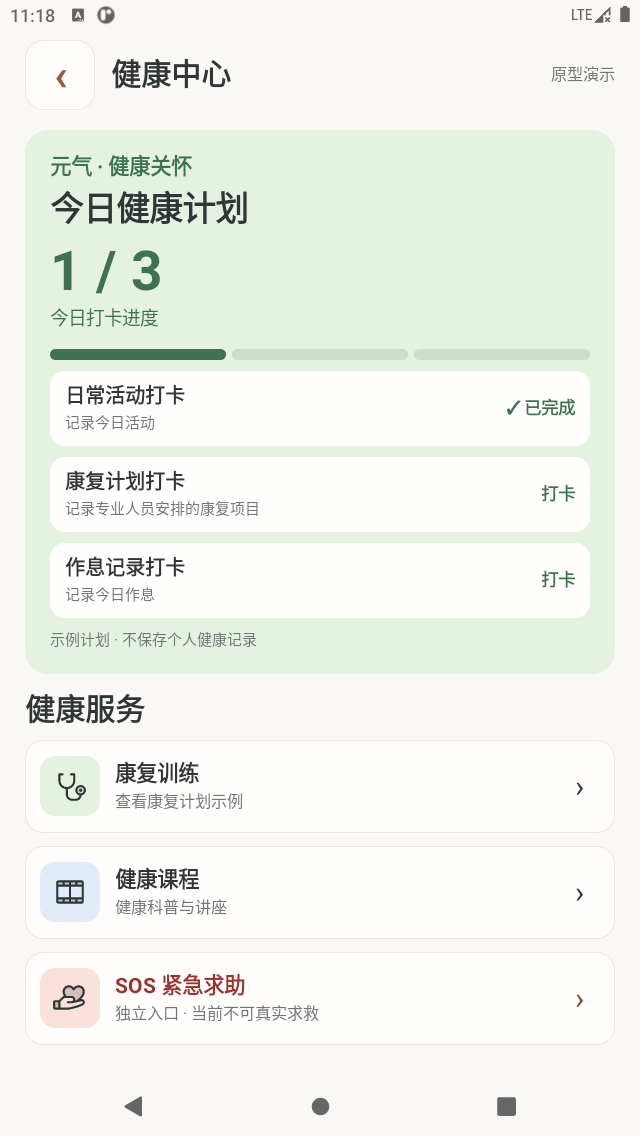 11:18
LTE
健康中心
原型演示
元气 · 健康关怀
今日健康计划
1 / 3
今日打卡进度
日常活动打卡
记录今日活动
✓已完成
康复计划打卡
记录专业人员安排的康复项目
打卡
作息记录打卡
记录今日作息
打卡
示例计划 · 不保存个人健康记录
健康服务
康复训练
查看康复计划示例
健康课程
健康科普与讲座
SOS 紧急求助
独立入口 · 当前不可真实求救